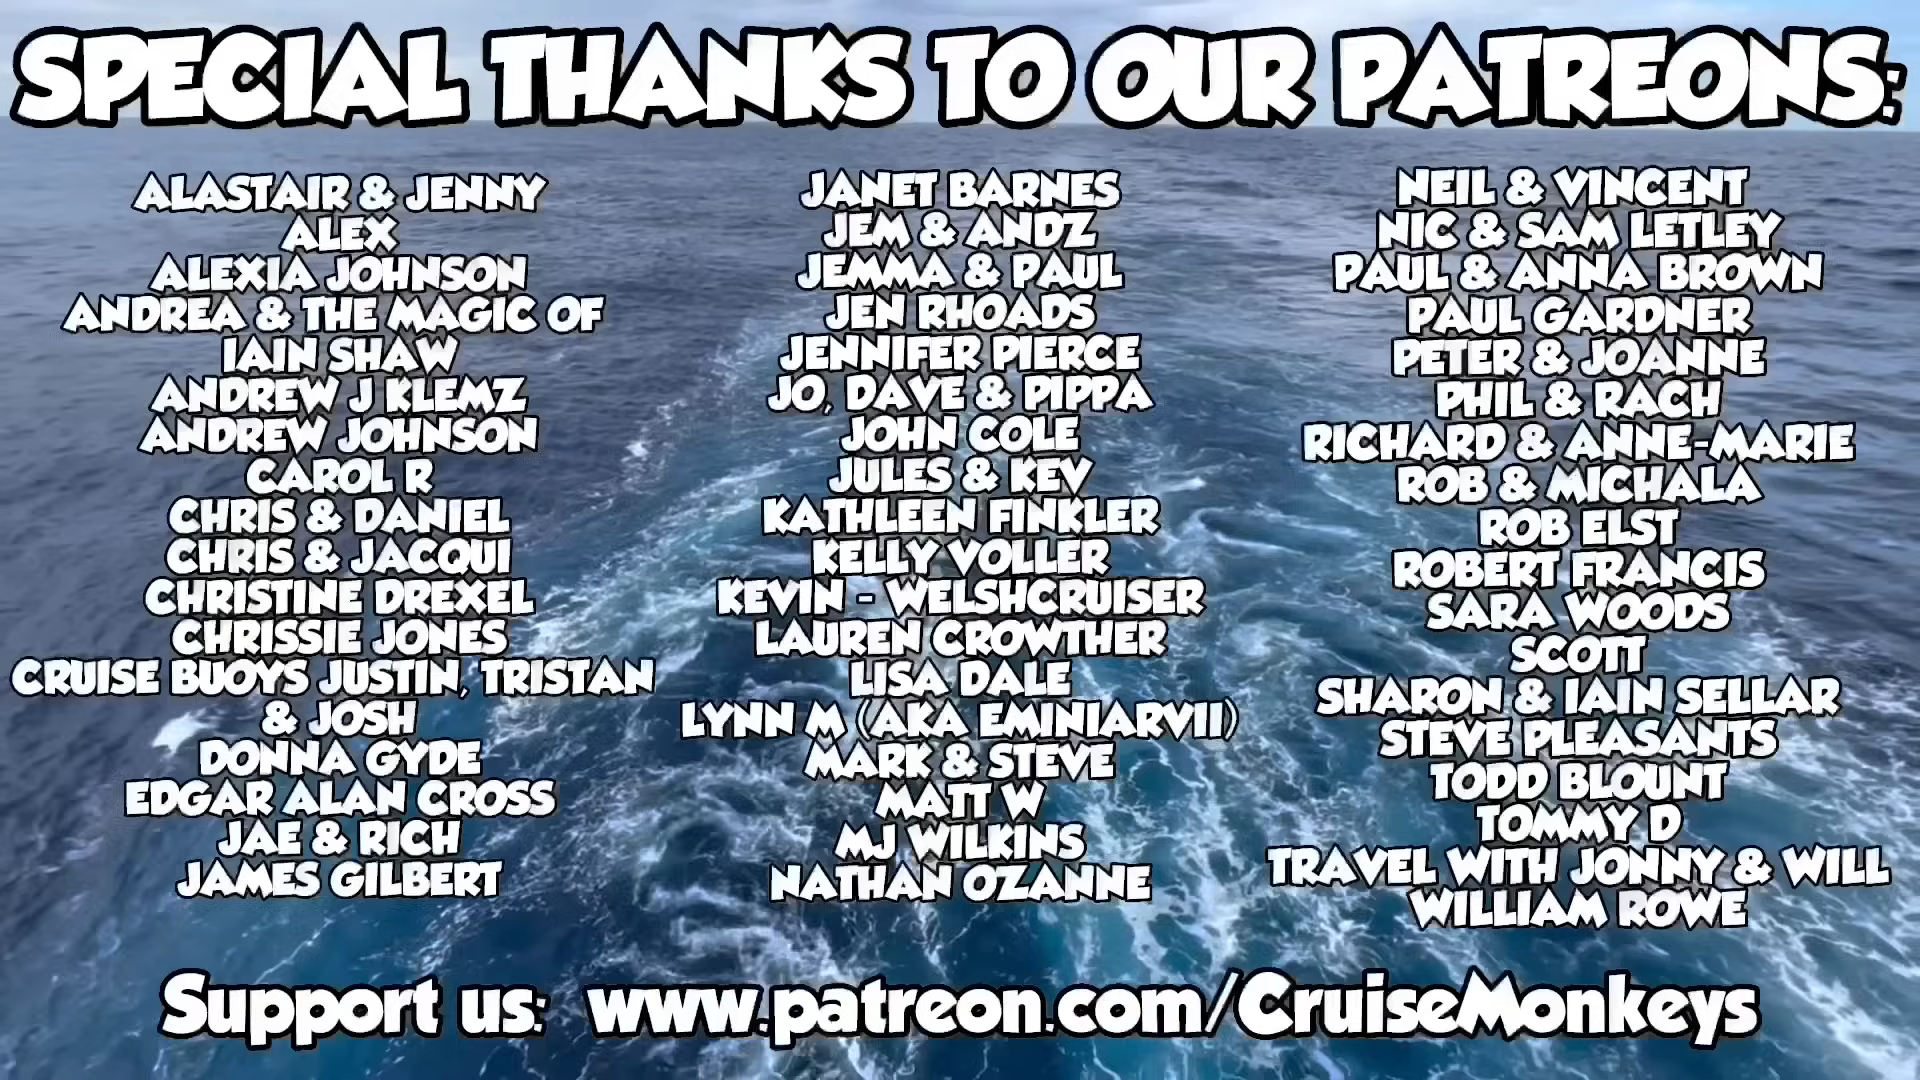 SPECIAL THANKS TO OUR PATREONS:
ALASTAIR & JENNY
ALEX
ALEXIA JOHNSON
ANDREA & THE MAGIC OF
IAIN SHAW
ANDREW J KLEMZ
ANDREW JOHNSON
CAROL R
CHRIS & DANIEL
CHRIS & JACQUI
CHRISTINE DREXEL
CHRISSIE JONES
CRUISE BUOYS JUSTIN, TRISTAN
& JOSH
DONNA GYDE
EDGAR ALAN CROSS
JAE & RICH
JAMES GILBERT
JANET BARNES
JEM & ANDZ
JEMMA & PAUL
JEN RHOADS
JENNIFER PIERCE
JO, DAVE & PIPPA
JOHN COLE
JULES & KEV
KATHLEEN FINKLER
KELLY VOLLER
KEVIN - WELSHCRUISER
LAUREN CROWTHER
LISA DALE
LYNN M (AKA EMINIARVII)
MARK & STEVE
MATT W
MJ WILKINS
NATHAN OZANNE
NEIL & VINCENT
NIC & SAM LETLEY
PAUL & ANNA BROWN
PAUL GARDNER
PETER & JOANNE
PHIL & RACH
RICHARD & ANNE-MARIE
ROB & MICHALA
ROB ELST
ROBERT FRANCIS
SARA WOODS
SCOTT
SHARON & IAIN SELLAR
STEVE PLEASANTS
TODD BLOUNT
TOMMY D
TRAVEL WITH JONNY & WILL
WILLIAM ROWE
Support us: www.patreon.com/CruiseMonkeys